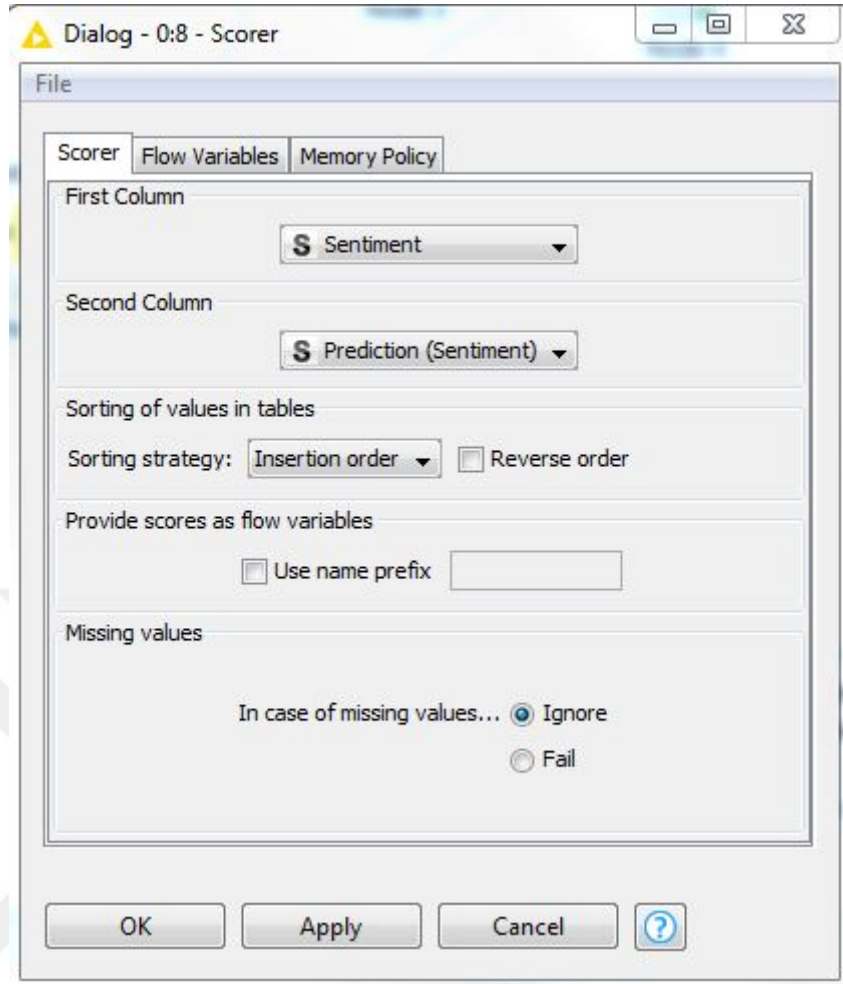 Dialog - 0:8 - Scorer
File
Scorer Flow Variables Memory Policy
First Column
S Sentiment
Second Column
S Prediction (Sentiment)
Sorting of values in tables
Sorting strategy: Insertion order Reverse order
Provide scores as flow variables
Use name prefix
Missing values
In case of missing values... Ignore
Fail
OK Apply Cancel ?